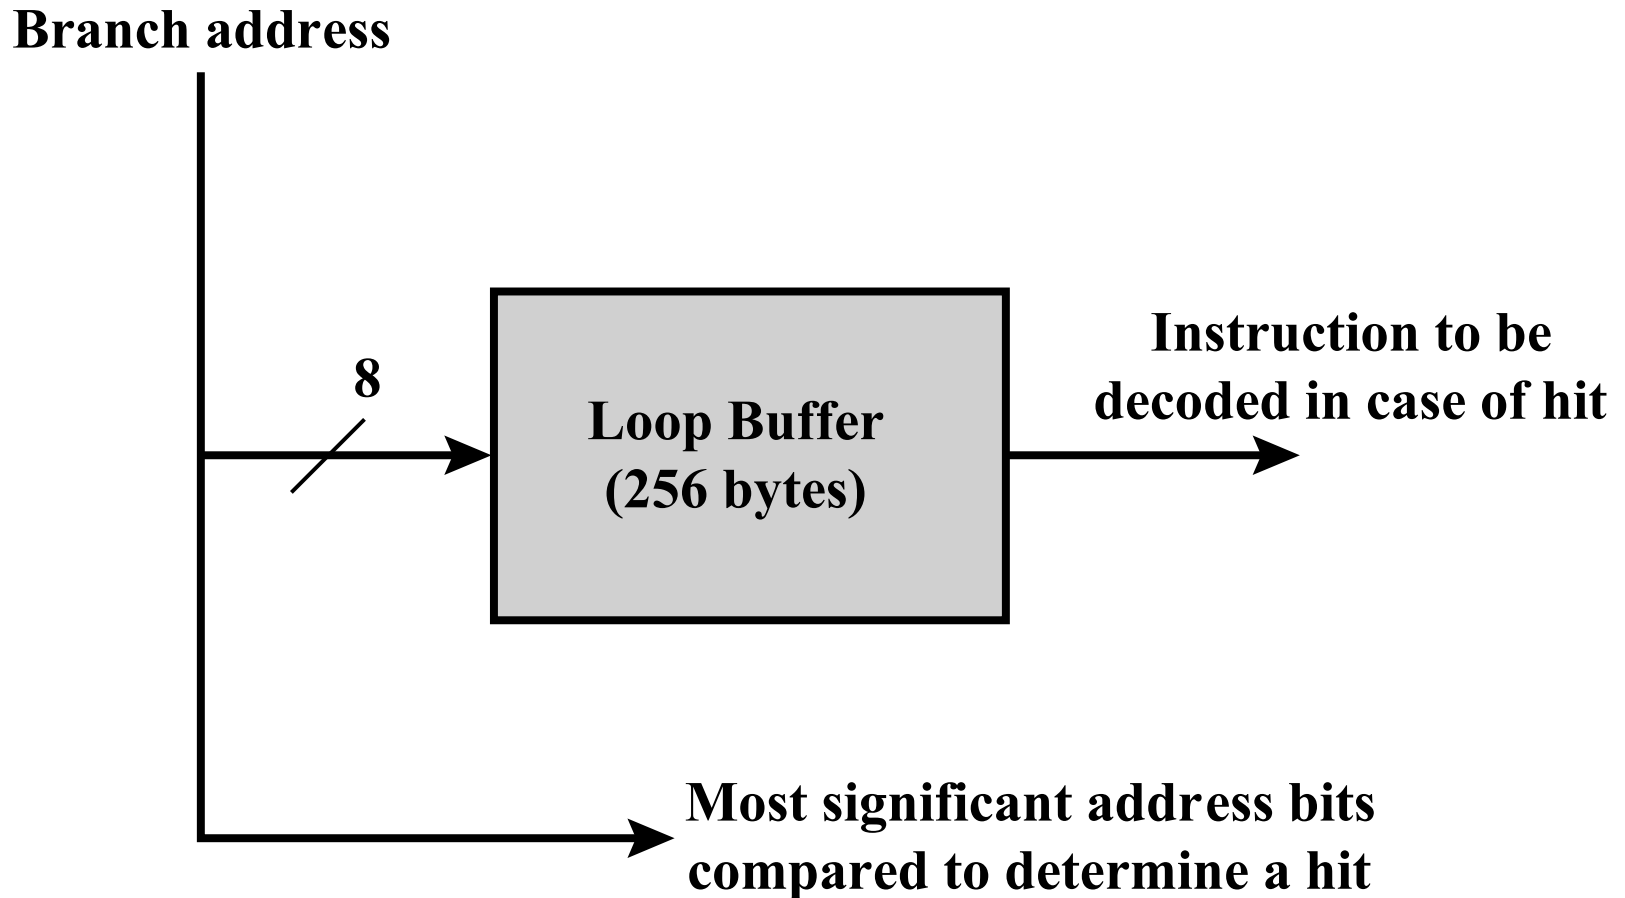 Branch address
8
Loop Buffer
(256 bytes)
Instruction to be
decoded in case of hit
Most significant address bits
compared to determine a hit